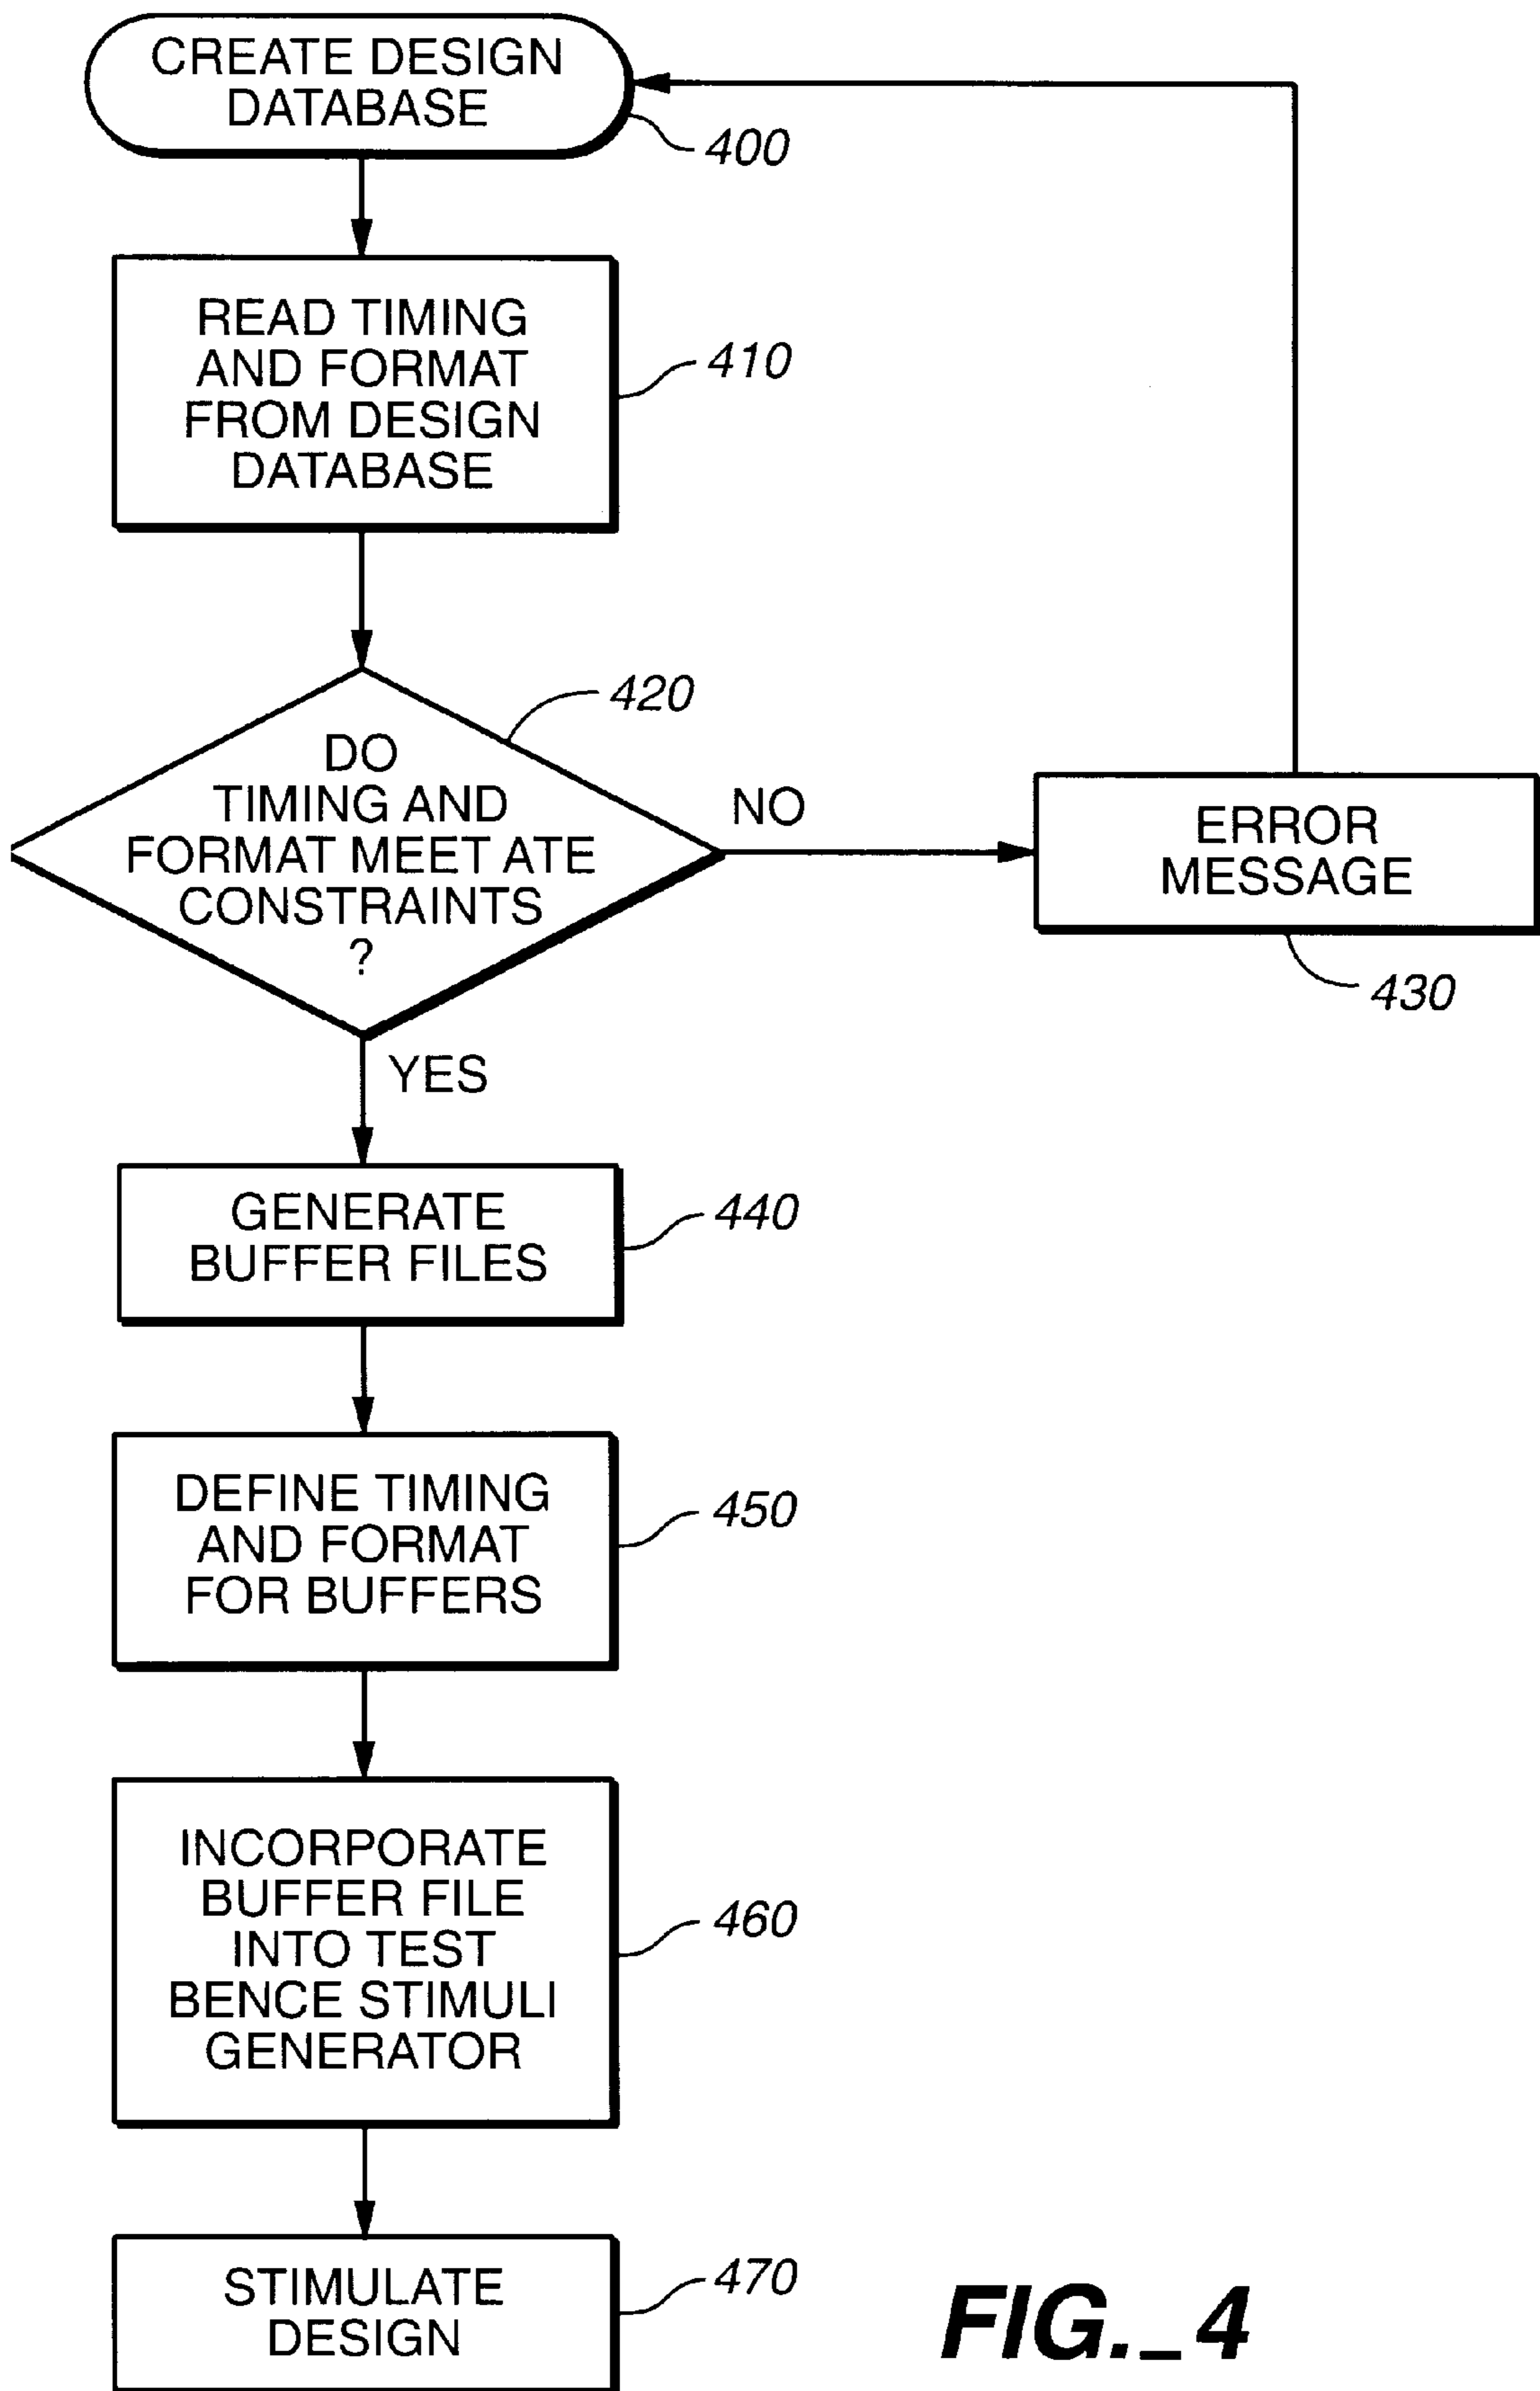 CREATE DESIGN
DATABASE
400
READ TIMING
AND FORMAT
FROM DESIGN
DATABASE
410
420
DO
TIMING AND
FORMAT MEET ATE
CONSTRAINTS
?
NO
ERROR
MESSAGE
430
YES
GENERATE
BUFFER FILES
440
DEFINE TIMING
AND FORMAT
FOR BUFFERS
450
INCORPORATE
BUFFER FILE
INTO TEST
BENCE STIMULI
GENERATOR
460
STIMULATE
DESIGN
470
FIG._4